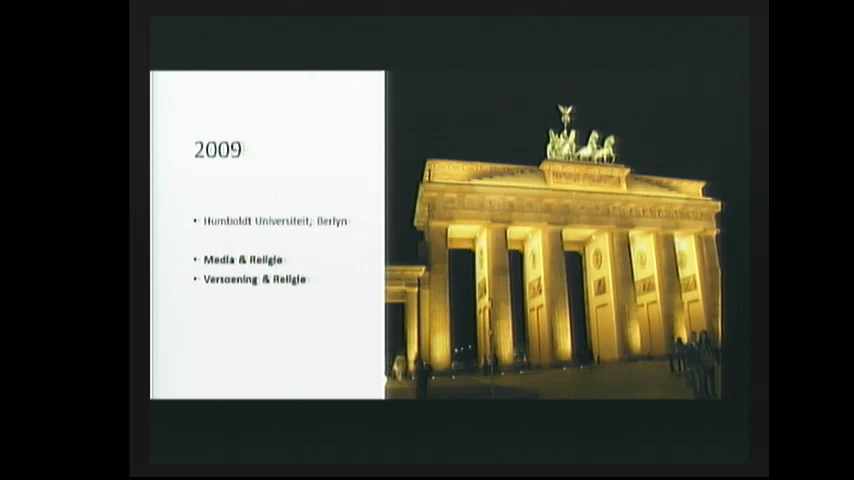 2009
• Humboldt Universiteit, Berlyn
• Media & Religie
• Versoening & Religie